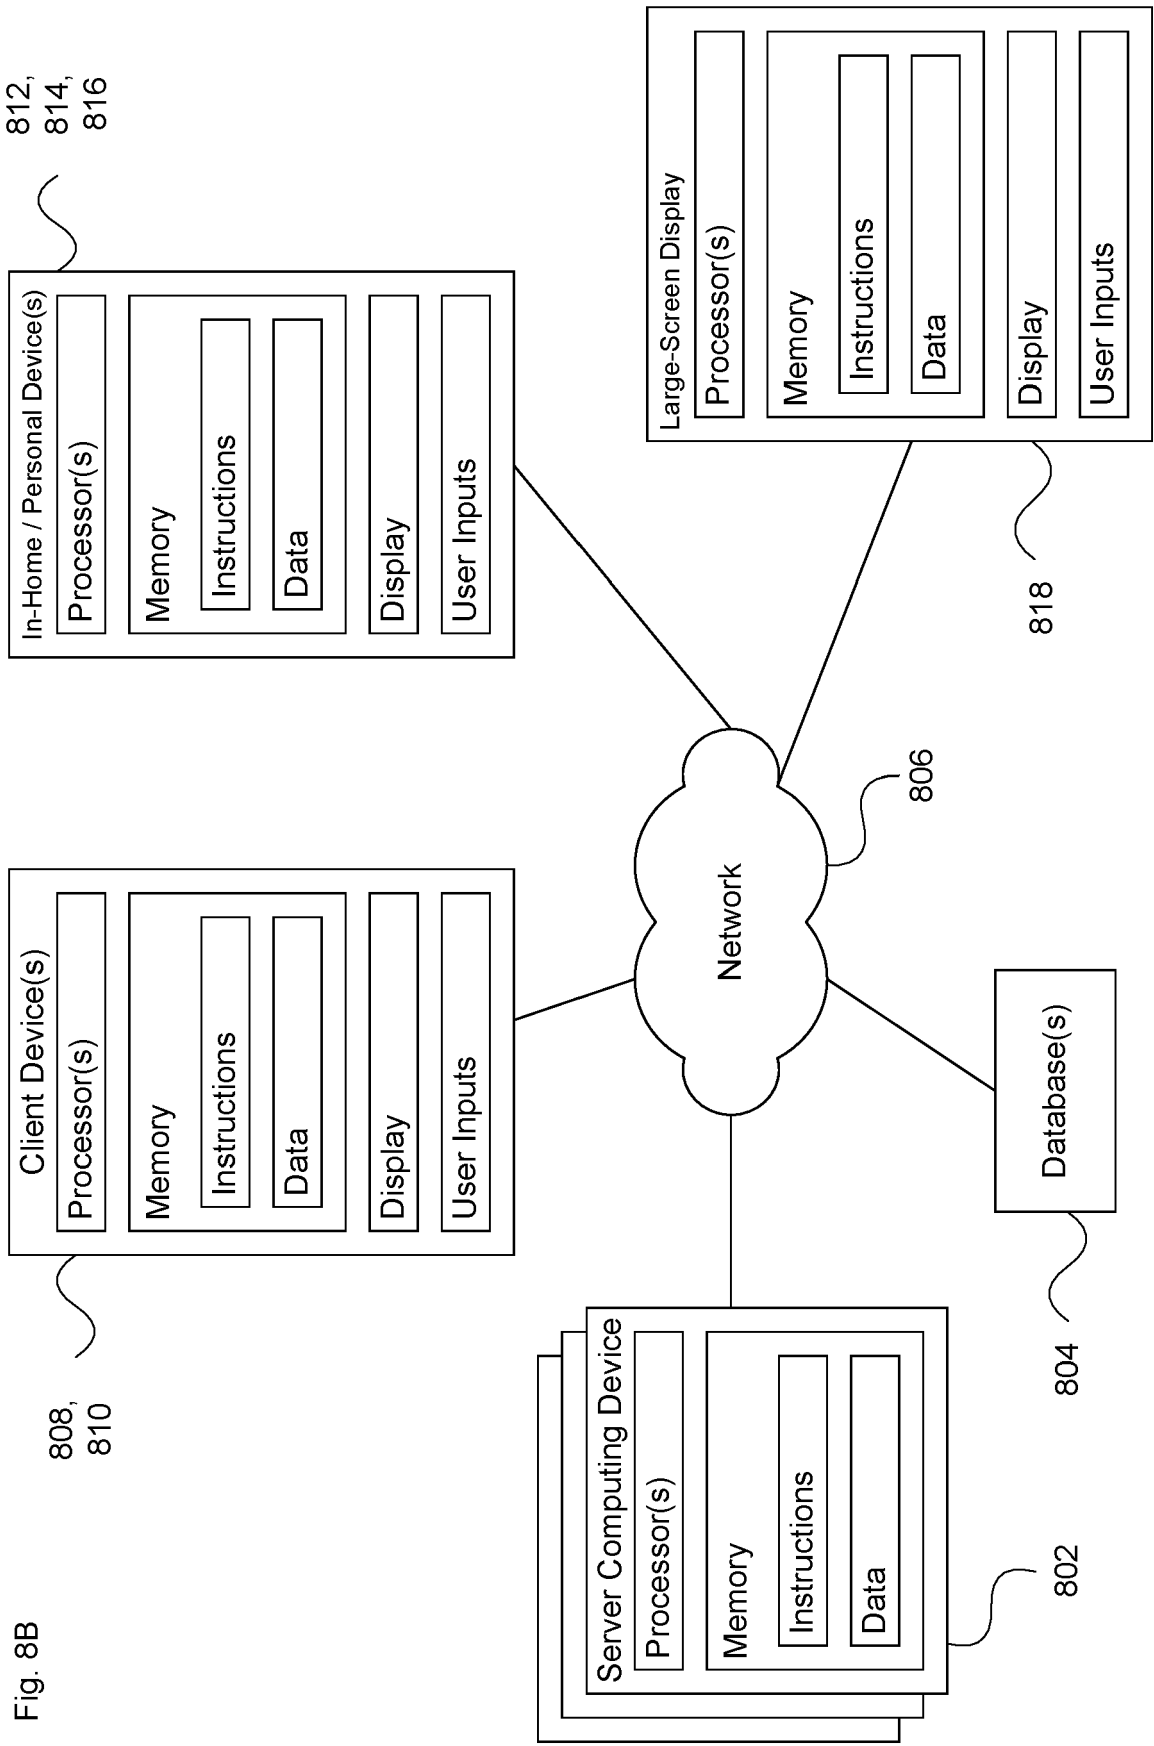 Fig. 8B
808,
810
Client Device(s)
Processor(s)
Memory
Instructions
Data
Display
User Inputs
812,
814,
816
In-Home / Personal Device(s)
Processor(s)
Memory
Instructions
Data
Display
User Inputs
Server Computing Device
Processor(s)
Memory
Instructions
Data
802
Network
806
Database(s)
804
Large-Screen Display
Processor(s)
Memory
Instructions
Data
Display
User Inputs
818